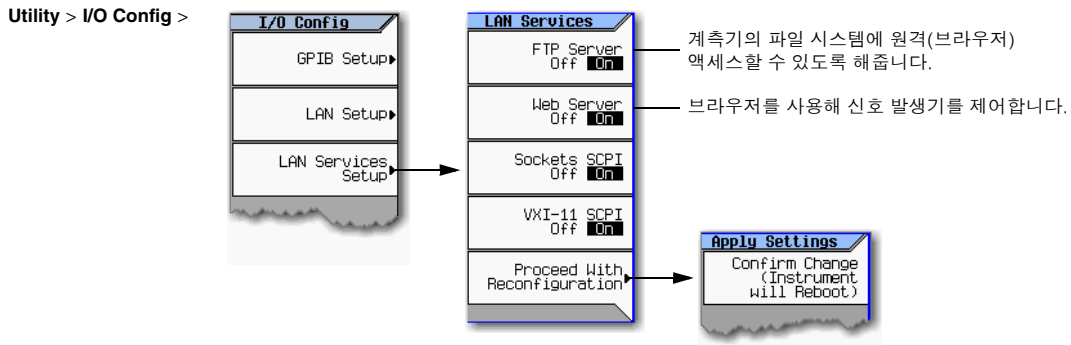 Utility > I/O Config >
I/O Config
GPIB Setup
LAN Setup
LAN Services
Setup
LAN Services
FTP Server
Off On
Web Server
Off On
Sockets SCPI
Off On
VXI-11 SCPI
Off On
Proceed With
Reconfiguration
계측기의 파일 시스템에 원격(브라우저)
액세스할 수 있도록 해줍니다.
브라우저를 사용해 신호 발생기를 제어합니다.
Apply Settings
Confirm Change
(Instrument
will Reboot)